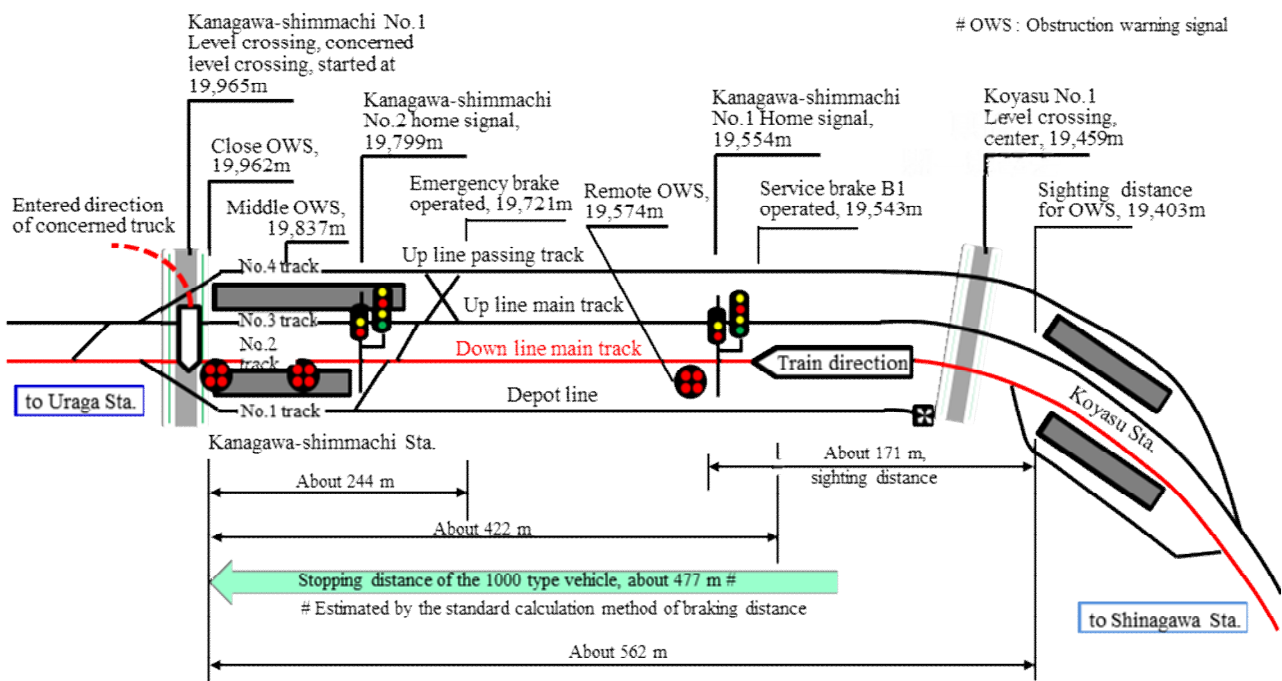 Kanagawa-shimmachi No.1
Level crossing, concerned
level crossing, started at
19,965m
# OWS : Obstruction warning signal
Kanagawa-shimmachi
No.2 home signal,
19,799m
Kanagawa-shimmachi
No.1 Home signal,
19,554m
Koyasu No.1
Level crossing,
center, 19,459m
Close OWS,
19,962m
Emergency brake
operated, 19,721m
Remote OWS,
19,574m
Service brake B1
operated, 19,543m
Sighting distance
for OWS, 19,403m
Entered direction
of concerned truck
Middle OWS,
19,837m
Up line passing track
No.4 track
Up line main track
No.3 track
No.2
track
Down line main track
Train direction
to Uraga Sta.
No.1 track
Depot line
Koyasu Sta.
Kanagawa-shimmachi Sta.
About 171 m,
sighting distance
About 244 m
About 422 m
Stopping distance of the 1000 type vehicle, about 477 m #
# Estimated by the standard calculation method of braking distance
to Shinagawa Sta.
About 562 m